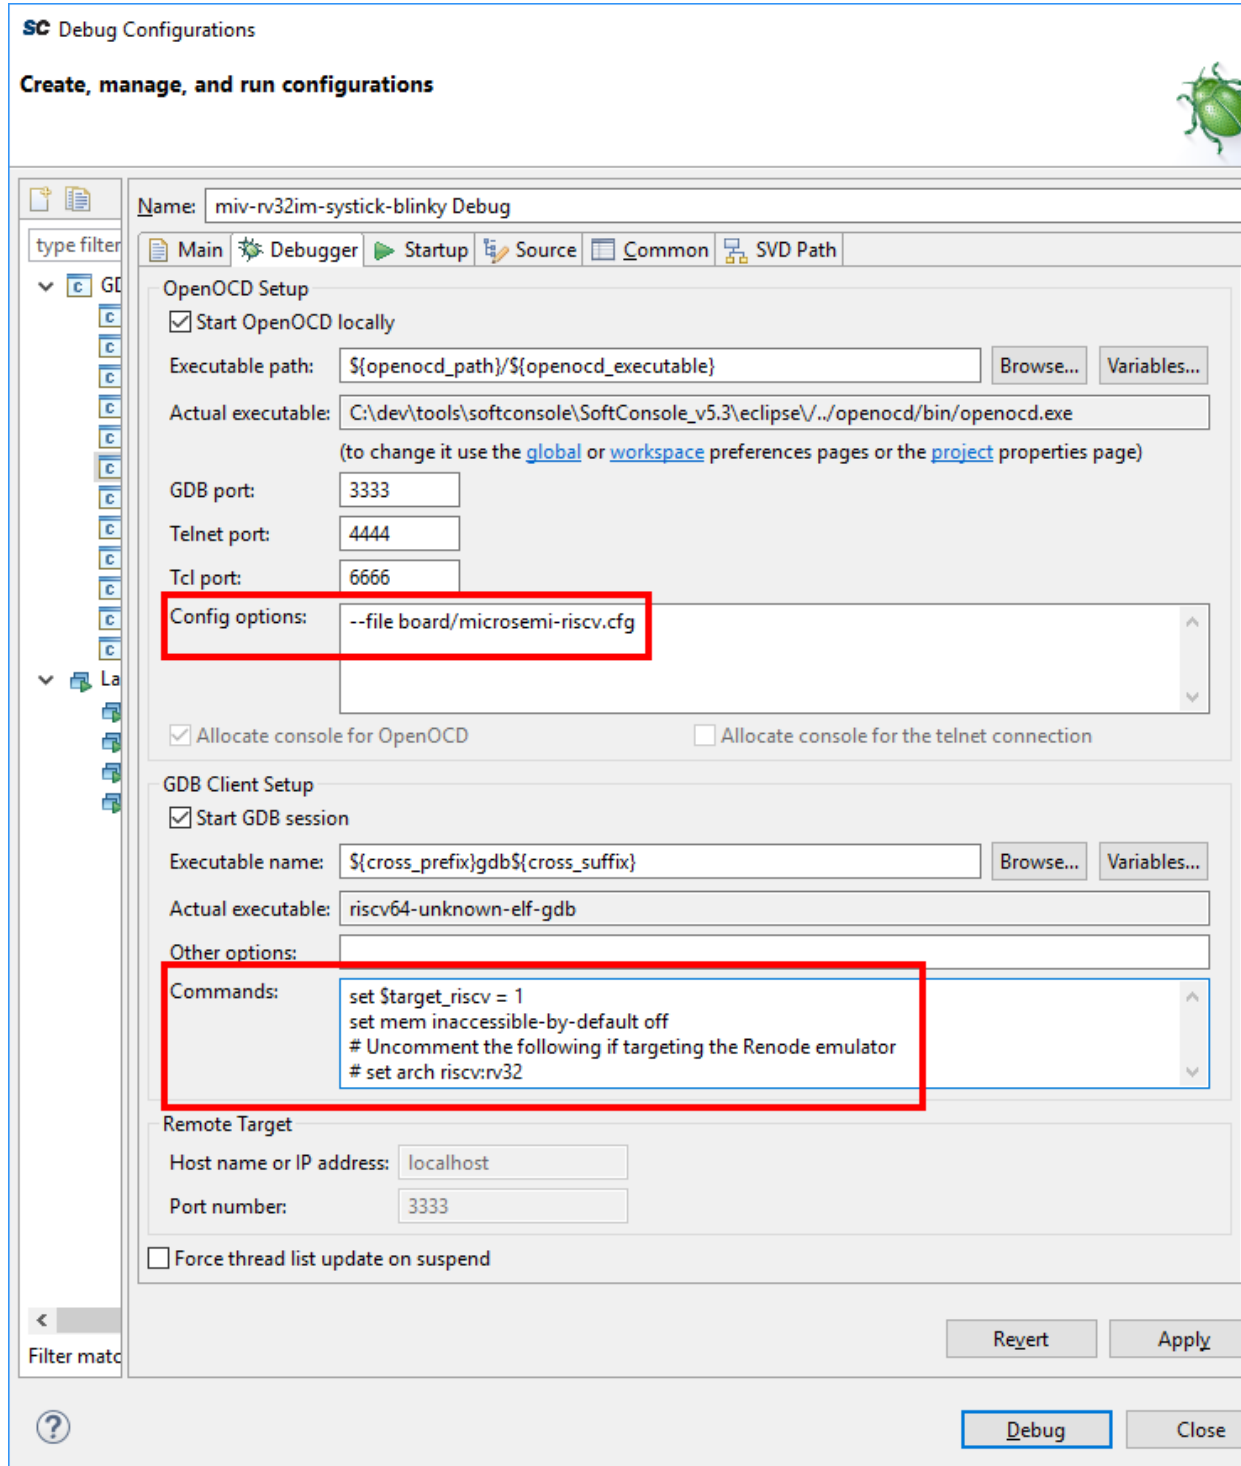 SC Debug Configurations
Create, manage, and run configurations
Name: miv-rv32im-systick-blinky Debug
type filter
Main Debugger Startup Source Common SVD Path
GD
OpenOCD Setup
Start OpenOCD locally
Executable path: ${openocd_path}/${openocd_executable} Browse... Variables...
Actual executable: C:\dev\tools\softconsole\SoftConsole_v5.3\eclipse\/../openocd/bin/openocd.exe
(to change it use the global or workspace preferences pages or the project properties page)
GDB port: 3333
Telnet port: 4444
Tcl port: 6666
Config options: --file board/microsemi-riscv.cfg
La
Allocate console for OpenOCD Allocate console for the telnet connection
GDB Client Setup
Start GDB session
Executable name: ${cross_prefix}gdb${cross_suffix} Browse... Variables...
Actual executable: riscv64-unknown-elf-gdb
Other options:
Commands: set $target_riscv = 1
set mem inaccessible-by-default off
# Uncomment the following if targeting the Renode emulator
# set arch riscv:rv32
Remote Target
Host name or IP address: localhost
Port number: 3333
Force thread list update on suspend
Revert Apply
Filter matc
Debug Close